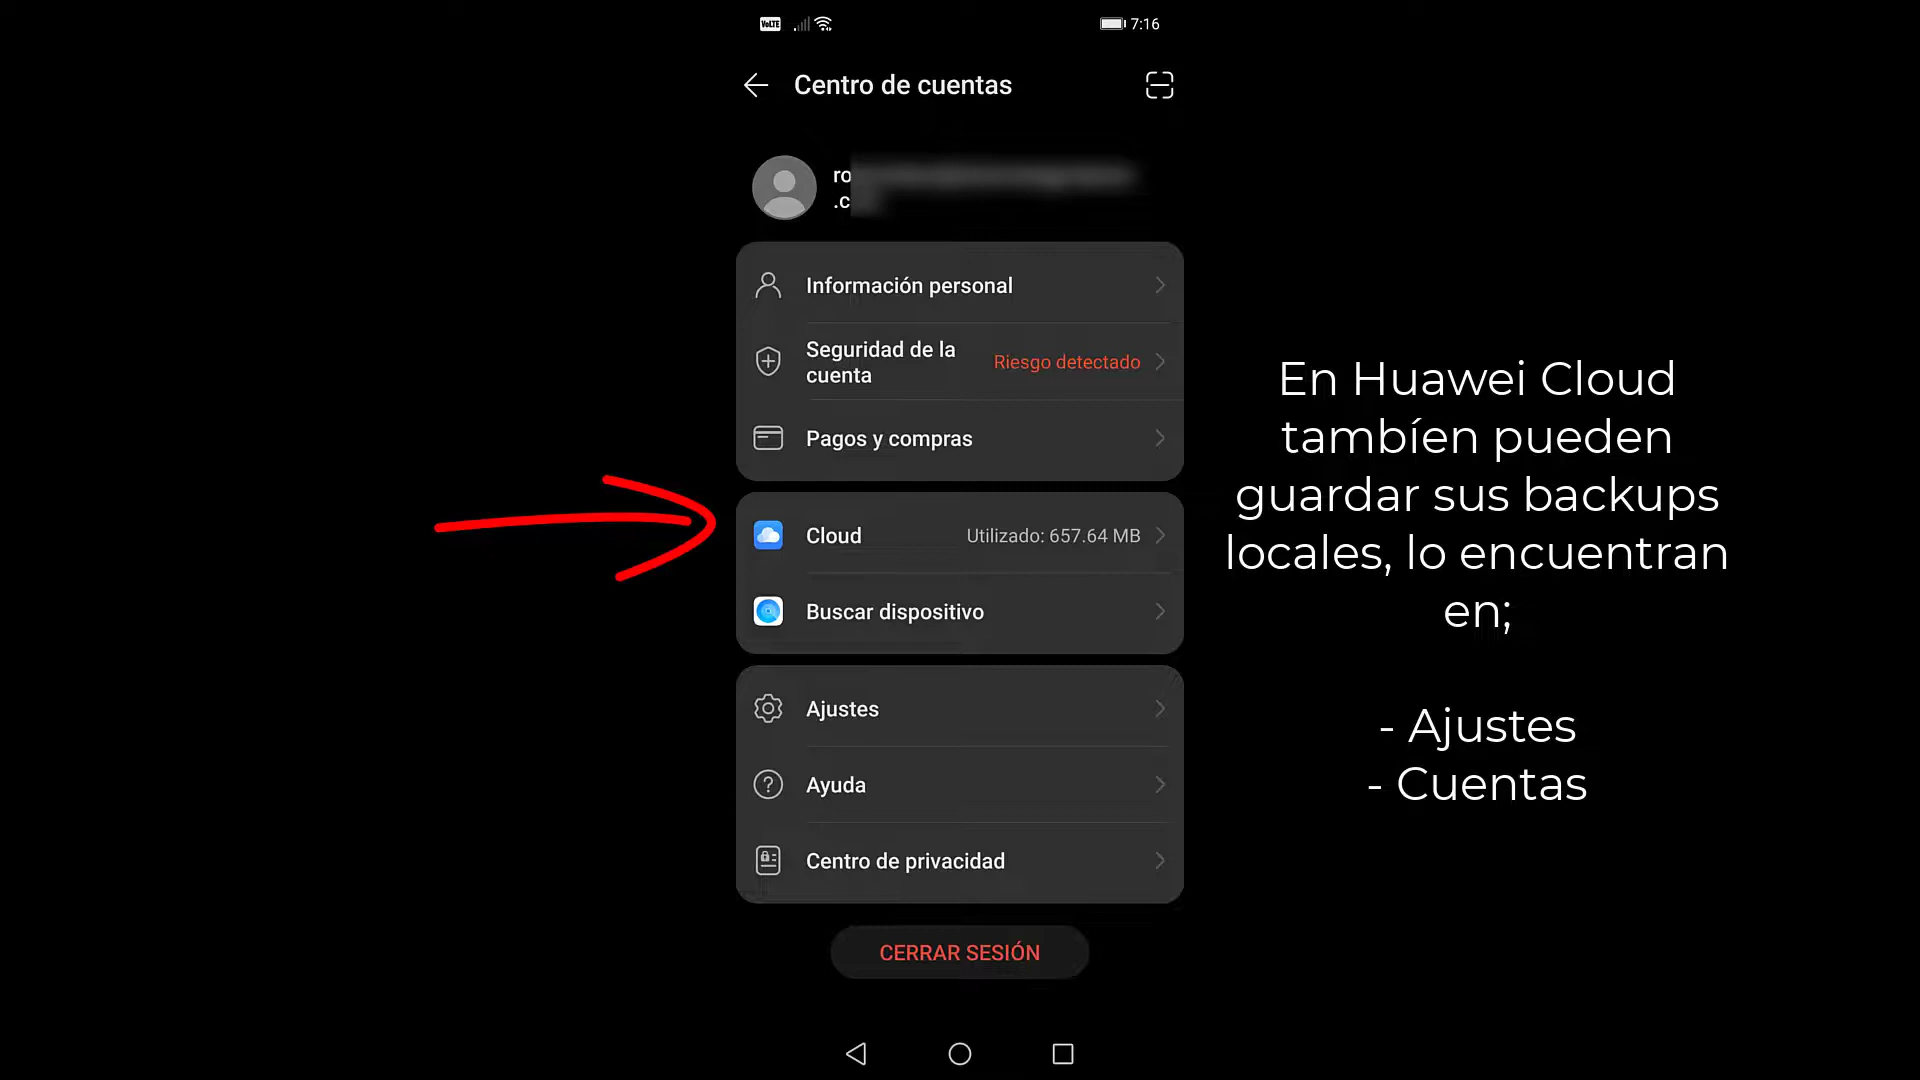 VoLTE
7:16
Centro de cuentas
ro
.c
Información personal
Seguridad de la
cuenta
Riesgo detectado
Pagos y compras
Cloud
Utilizado: 657.64 MB
Buscar dispositivo
Ajustes
Ayuda
Centro de privacidad
CERRAR SESIÓN
En Huawei Cloud
tambíen pueden
guardar sus backups
locales, lo encuentran
en;
- Ajustes
- Cuentas